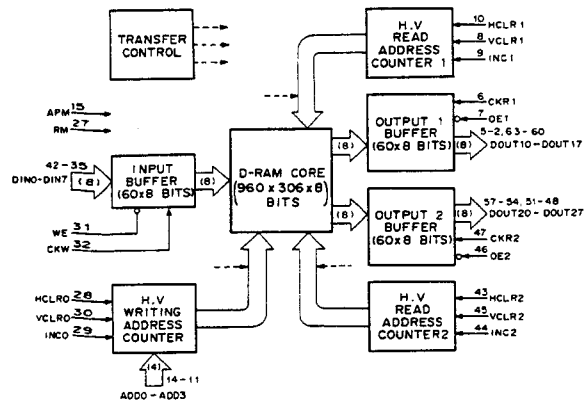 TRANSFER
CONTROL
H.V
READ
ADDRESS
COUNTER 1
10 HCLR1
8 VCLR1
9 INC1
APM 15
RM 27
6 CKR1
7 OE1
OUTPUT 1
BUFFER
(60x8 BITS)
(8)
(8)
5-2, 63-60
DOUT10-DOUT17
42-35
DIN0-DIN7
(8)
INPUT
BUFFER
(60x8 BITS)
(8)
D-RAM CORE
(960x306x8)
BITS
WE 31
CKW 32
(8)
OUTPUT 2
BUFFER
(60x8 BITS)
(8)
57-54, 51-48
DOUT20-DOUT27
47 CKR2
46 OE2
HCLR0 28
VCLR0 30
INC0 29
H.V
WRITING
ADDRESS
COUNTER
H.V
READ
ADDRESS
COUNTER2
43 HCLR2
45 VCLR2
44 INC2
(4)
14-11
ADD0-ADD3